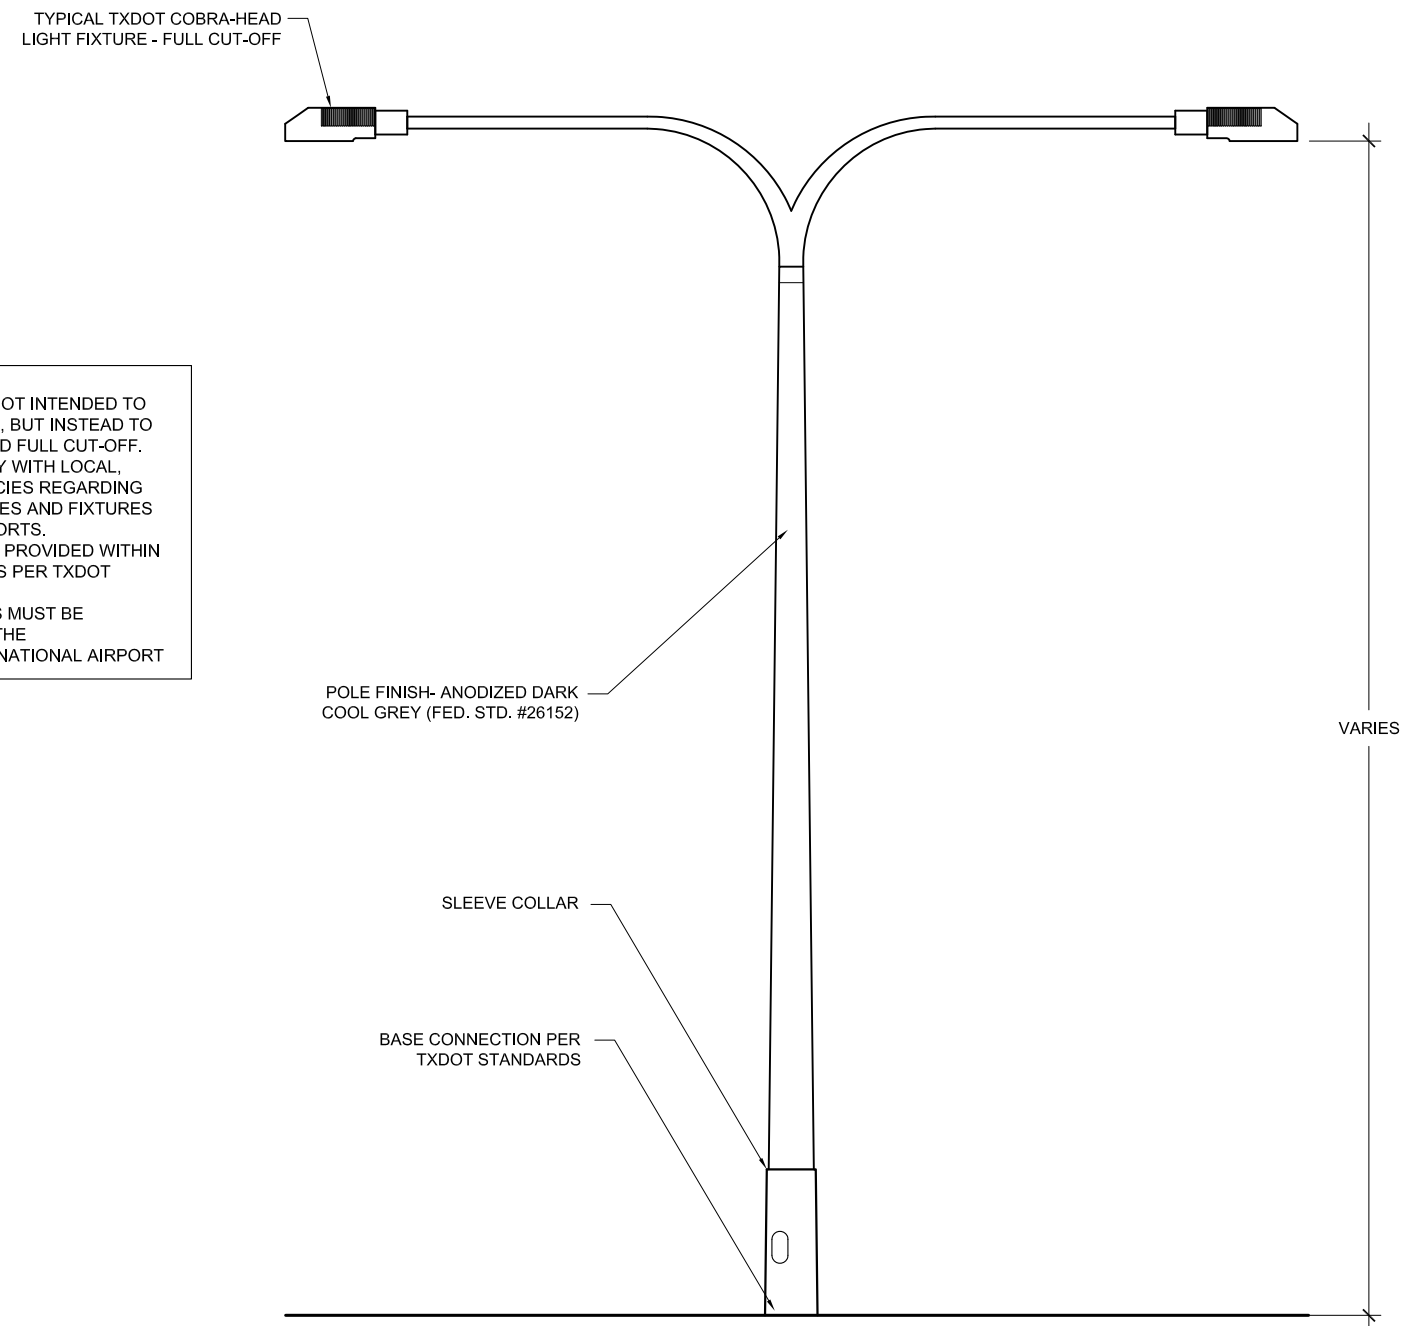 TYPICAL TXDOT COBRA-HEAD
LIGHT FIXTURE - FULL CUT-OFF
OT INTENDED TO
, BUT INSTEAD TO
D FULL CUT-OFF.
Y WITH LOCAL,
CIES REGARDING
ES AND FIXTURES
ORTS.
PROVIDED WITHIN
S PER TXDOT
S MUST BE
THE
NATIONAL AIRPORT
POLE FINISH- ANODIZED DARK
COOL GREY (FED. STD. #26152)
VARIES
SLEEVE COLLAR
BASE CONNECTION PER
TXDOT STANDARDS